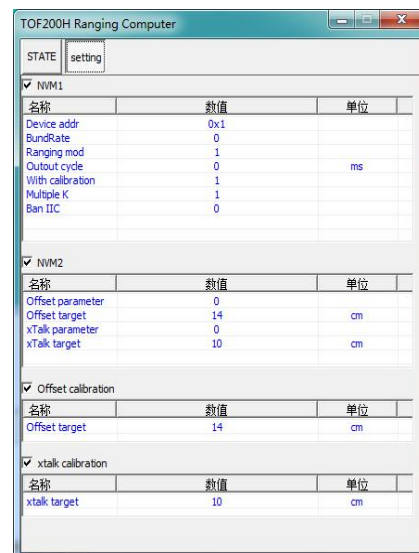 TOF200H Ranging Computer
STATE setting
NVM1
名称 数值 单位
Device addr 0x1
BundRate 0
Ranging mod 1
Outout cycle 0 ms
With calibration 1
Multiple K 1
Ban IIC 0
NVM2
名称 数值 单位
Offset parameter 0
Offset target 14 cm
xTalk parameter 0
xTalk target 10 cm
Offset calibration
名称 数值 单位
Offset target 14 cm
xtalk calibration
名称 数值 单位
xtalk target 10 cm